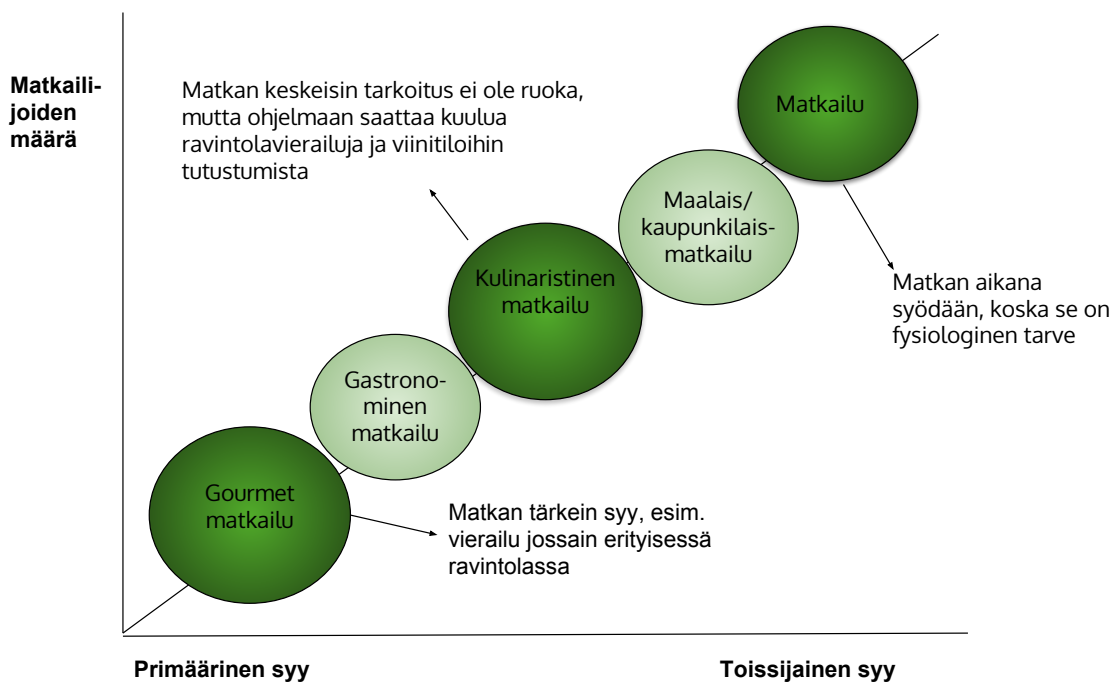 Matkaili-
joiden
määrä
Matkan keskeisin tarkoitus ei ole ruoka,
mutta ohjelmaan saattaa kuulua
ravintolavierailuja ja viinitiloihin
tutustumista
Matkailu
Maalais/
kaupunkilais-
matkailu
Kulinaristinen
matkailu
Matkan aikana
syödään, koska se on
fysiologinen tarve
Gastrono-
minen
matkailu
Gourmet
matkailu
Matkan tärkein syy, esim.
vierailu jossain erityisessä
ravintolassa
Primäärinen syy
Toissijainen syy